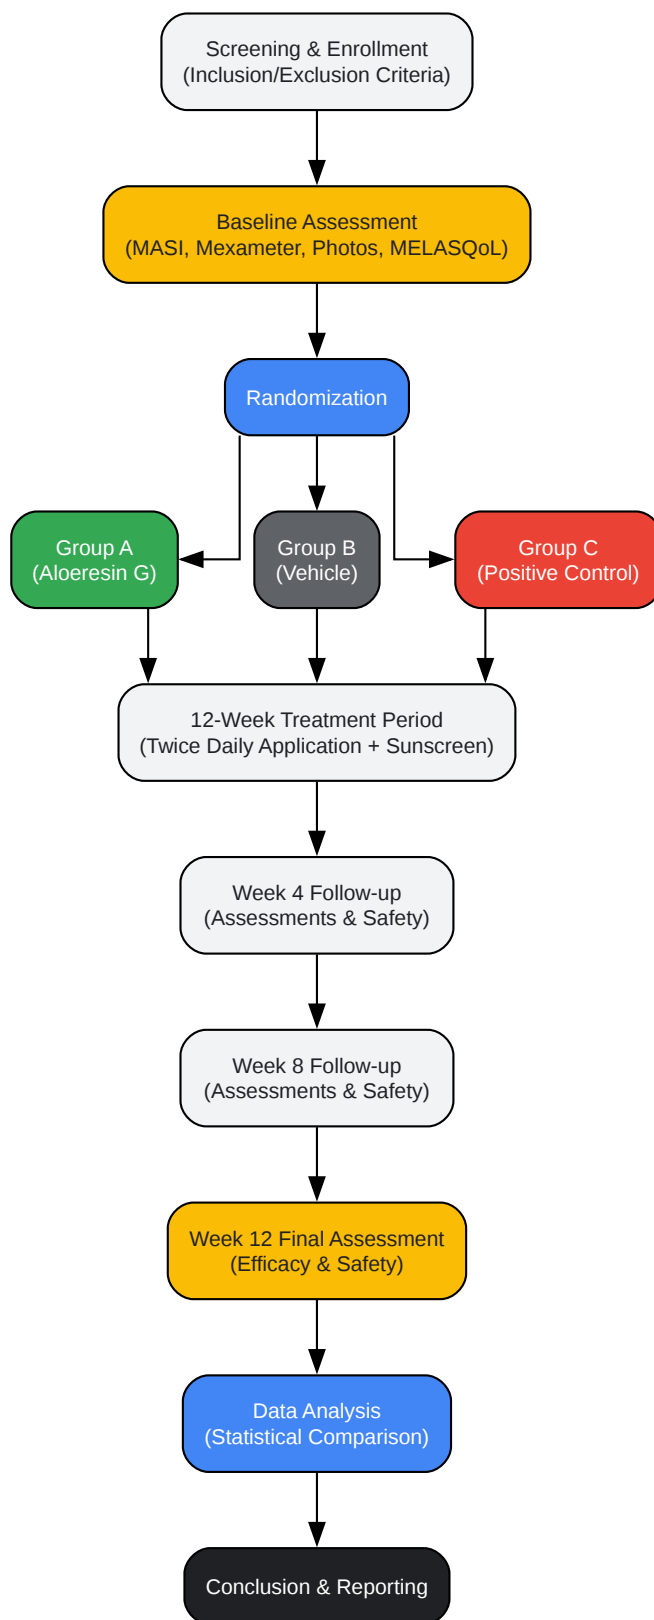 Screening & Enrollment
(Inclusion/Exclusion Criteria)
Baseline Assessment
(MASI, Mexameter, Photos, MELASQoL)
Randomization
Group A
(Aloeresin G)
Group B
(Vehicle)
Group C
(Positive Control)
12-Week Treatment Period
(Twice Daily Application + Sunscreen)
Week 4 Follow-up
(Assessments & Safety)
Week 8 Follow-up
(Assessments & Safety)
Week 12 Final Assessment
(Efficacy & Safety)
Data Analysis
(Statistical Comparison)
Conclusion & Reporting